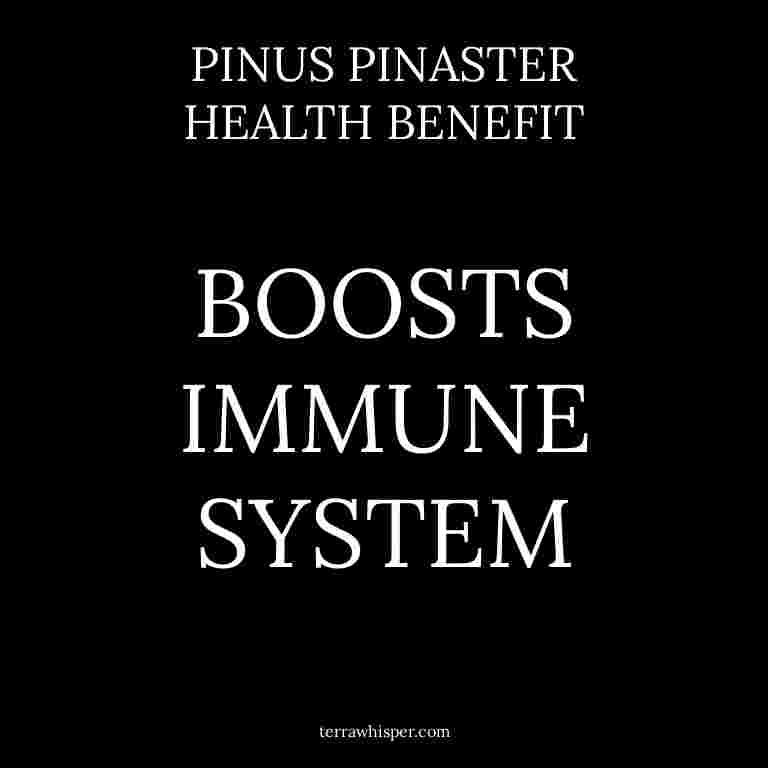 PINUS PINASTER
HEALTH BENEFIT
BOOSTS
IMMUNE
SYSTEM
terrawhisper.com